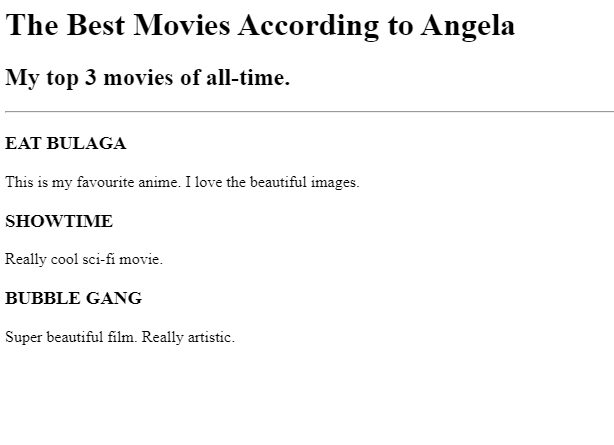 The Best Movies According to Angela
My top 3 movies of all-time.
EAT BULAGA
This is my favourite anime. I love the beautiful images.
SHOWTIME
Really cool sci-fi movie.
BUBBLE GANG
Super beautiful film. Really artistic.